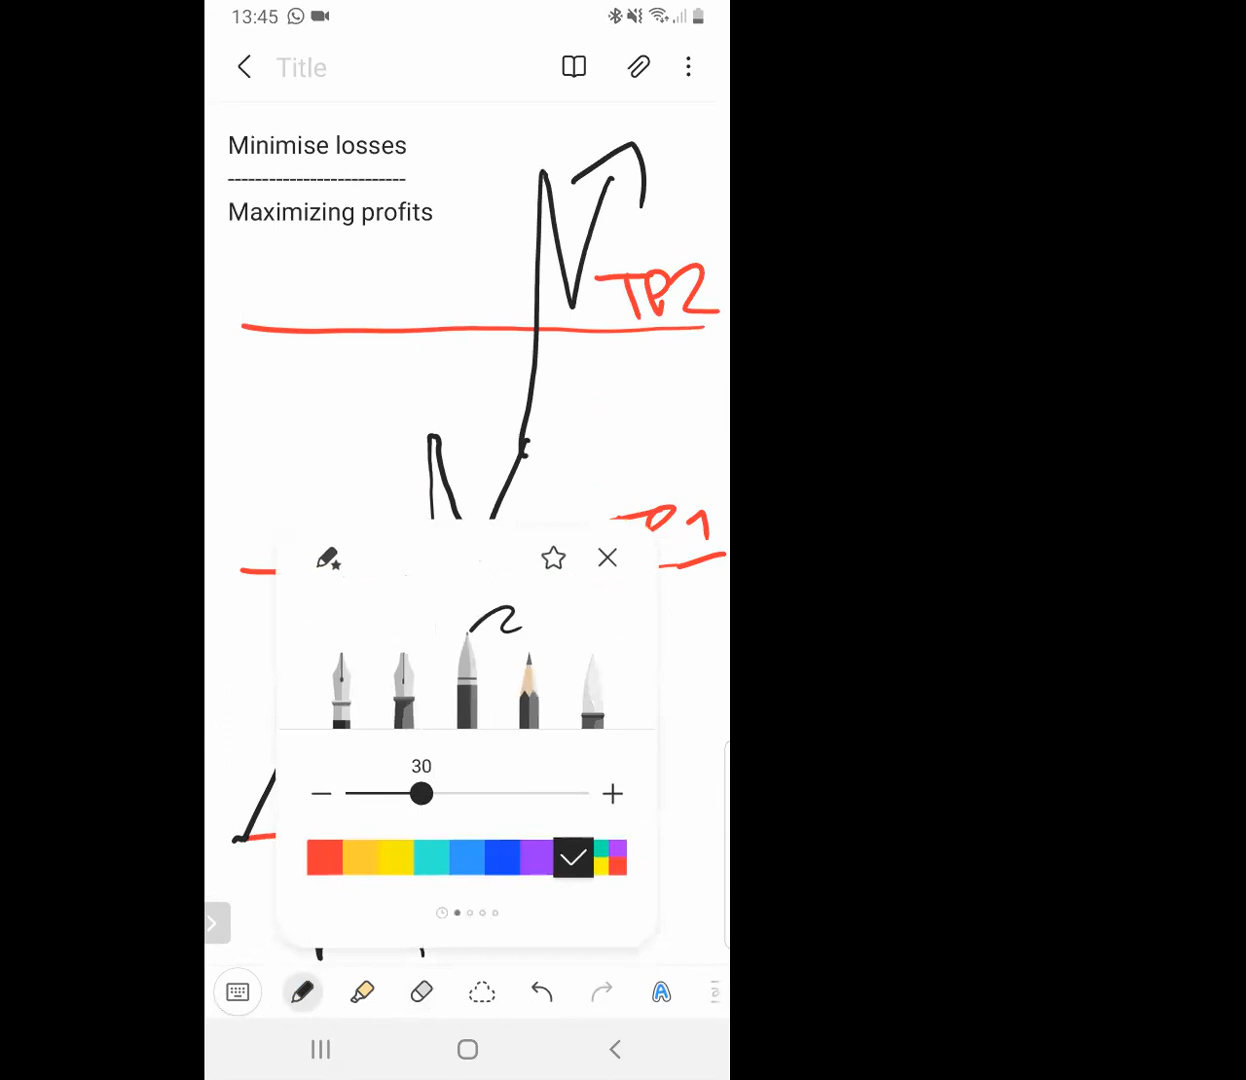 13:45
Title
Minimise losses
--------------------------
Maximizing profits
TP2
30